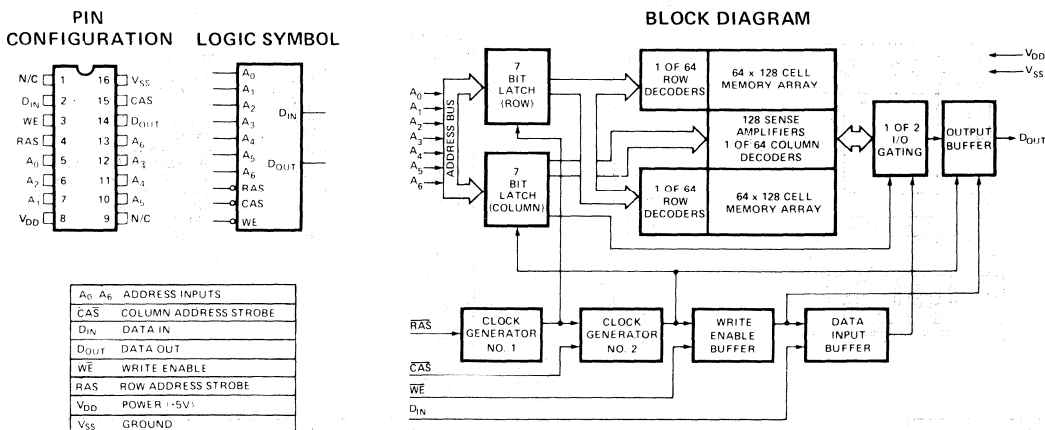 PIN
CONFIGURATION
N/C 1 16 VSS
DIN 2 15 CAS
WE 3 14 DOUT
RAS 4 13 A6
A0 5 12 A3
A2 6 11 A4
A1 7 10 A5
VDD 8 9 N/C
LOGIC SYMBOL
A0
A1
A2
A3
A4
A5
A6
RAS
CAS
WE
DIN
DOUT
A0 A6 ADDRESS INPUTS
C̅A̅S̅ COLUMN ADDRESS STROBE
DIN DATA IN
DOUT DATA OUT
W̅E̅ WRITE ENABLE
RAS ROW ADDRESS STROBE
VDD POWER (-5V)
VSS GROUND
BLOCK DIAGRAM
VDD
VSS
A0
A1
A2
A3
A4
A5
A6
ADDRESS BUS
7
BIT
LATCH
(ROW)
7
BIT
LATCH
(COLUMN)
1 OF 64
ROW
DECODERS
64 x 128 CELL
MEMORY ARRAY
128 SENSE
AMPLIFIERS
1 OF 64 COLUMN
DECODERS
1 OF 64
ROW
DECODERS
64 x 128 CELL
MEMORY ARRAY
1 OF 2
I/O
GATING
OUTPUT
BUFFER
DOUT
R̅A̅S̅
CLOCK
GENERATOR
NO. 1
CLOCK
GENERATOR
NO. 2
WRITE
ENABLE
BUFFER
DATA
INPUT
BUFFER
C̅A̅S̅
W̅E̅
DIN